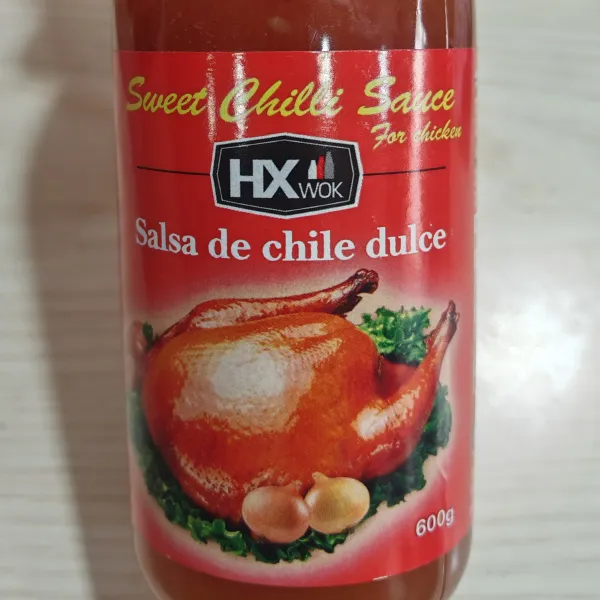 Sweet Chilli Sauce
For chicken
HX WOK
Salsa de chile dulce
600g